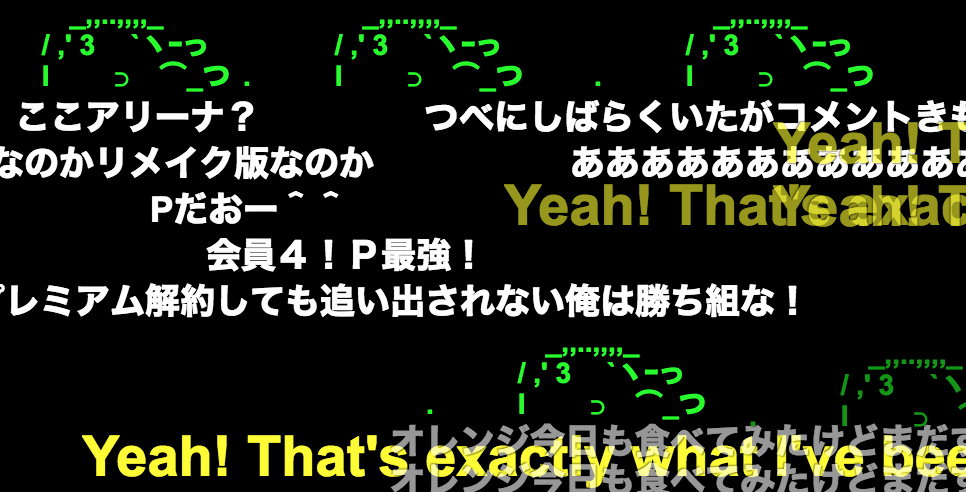 _,,..,,,,_ _,,..,,,,_ _,,..,,,,_
/ ,' 3 `ヽｰっ / ,' 3 `ヽｰっ / ,' 3 `ヽｰっ
l ⊃ ⌒_つ . l ⊃ ⌒_つ . l ⊃ ⌒_つ
ここアリーナ？ つべにしばらくいたがコメントきも
Yeah! T
なのかリメイク版なのか ああああああああああああ
Pだおー＾＾ Yeah! That's exac
Yeah! T
会員４！Ｐ最強！
プレミアム解約しても追い出されない俺は勝ち組な！
_,,..,,,,_ _,,..,,,,
/ ,' 3 `ヽｰっ / ,' 3 `ヽ
. l ⊃ ⌒_つ . l ⊃
オレンジ今日も食べてみたけどまだす
Yeah! That's exactly what I've bee
オレンジ今日も食べてみたけどまだす